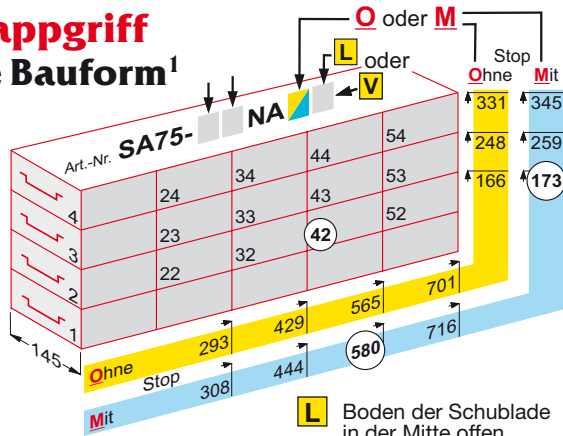 appgriff
e Bauform¹
O oder M
L oder
V
Stop
Ohne Mit
Art.-Nr. SA75- NA
331 345
248 259
166 173
54
44
34
24
53
43
33
23
52
42
32
22
4
3
2
1
145
Ohne 293 429 565 701
Stop
Mit 308 444 580 716
L Boden der Schublade
in der Mitte offen